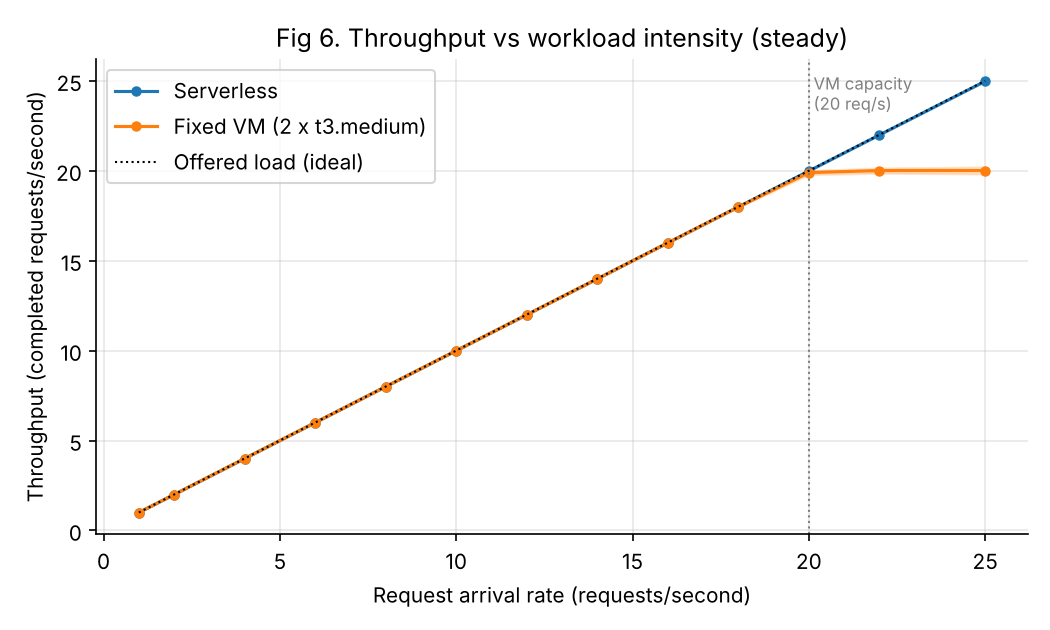 Fig 6. Throughput vs workload intensity (steady)
Serverless
Fixed VM (2 x t3.medium)
Offered load (ideal)
VM capacity
(20 req/s)
Throughput (completed requests/second)
25
20
15
10
5
0
0 5 10 15 20 25
Request arrival rate (requests/second)